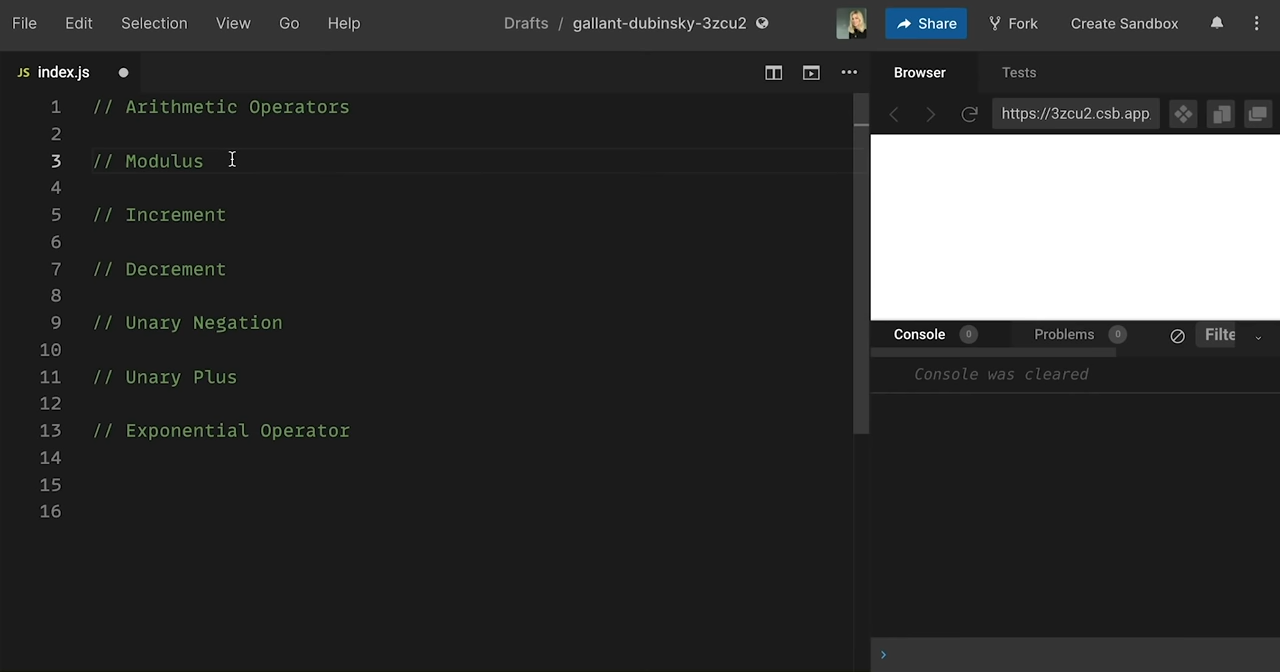 File Edit Selection View Go Help Drafts / gallant-dubinsky-3zcu2 Share Fork Create Sandbox
JS index.js Browser Tests
https://3zcu2.csb.app
1 // Arithmetic Operators
2
3 // Modulus
4
5 // Increment
6
7 // Decrement
8
9 // Unary Negation
10
11 // Unary Plus
12
13 // Exponential Operator
14
15
16
Console 0 Problems 0 Filte
Console was cleared